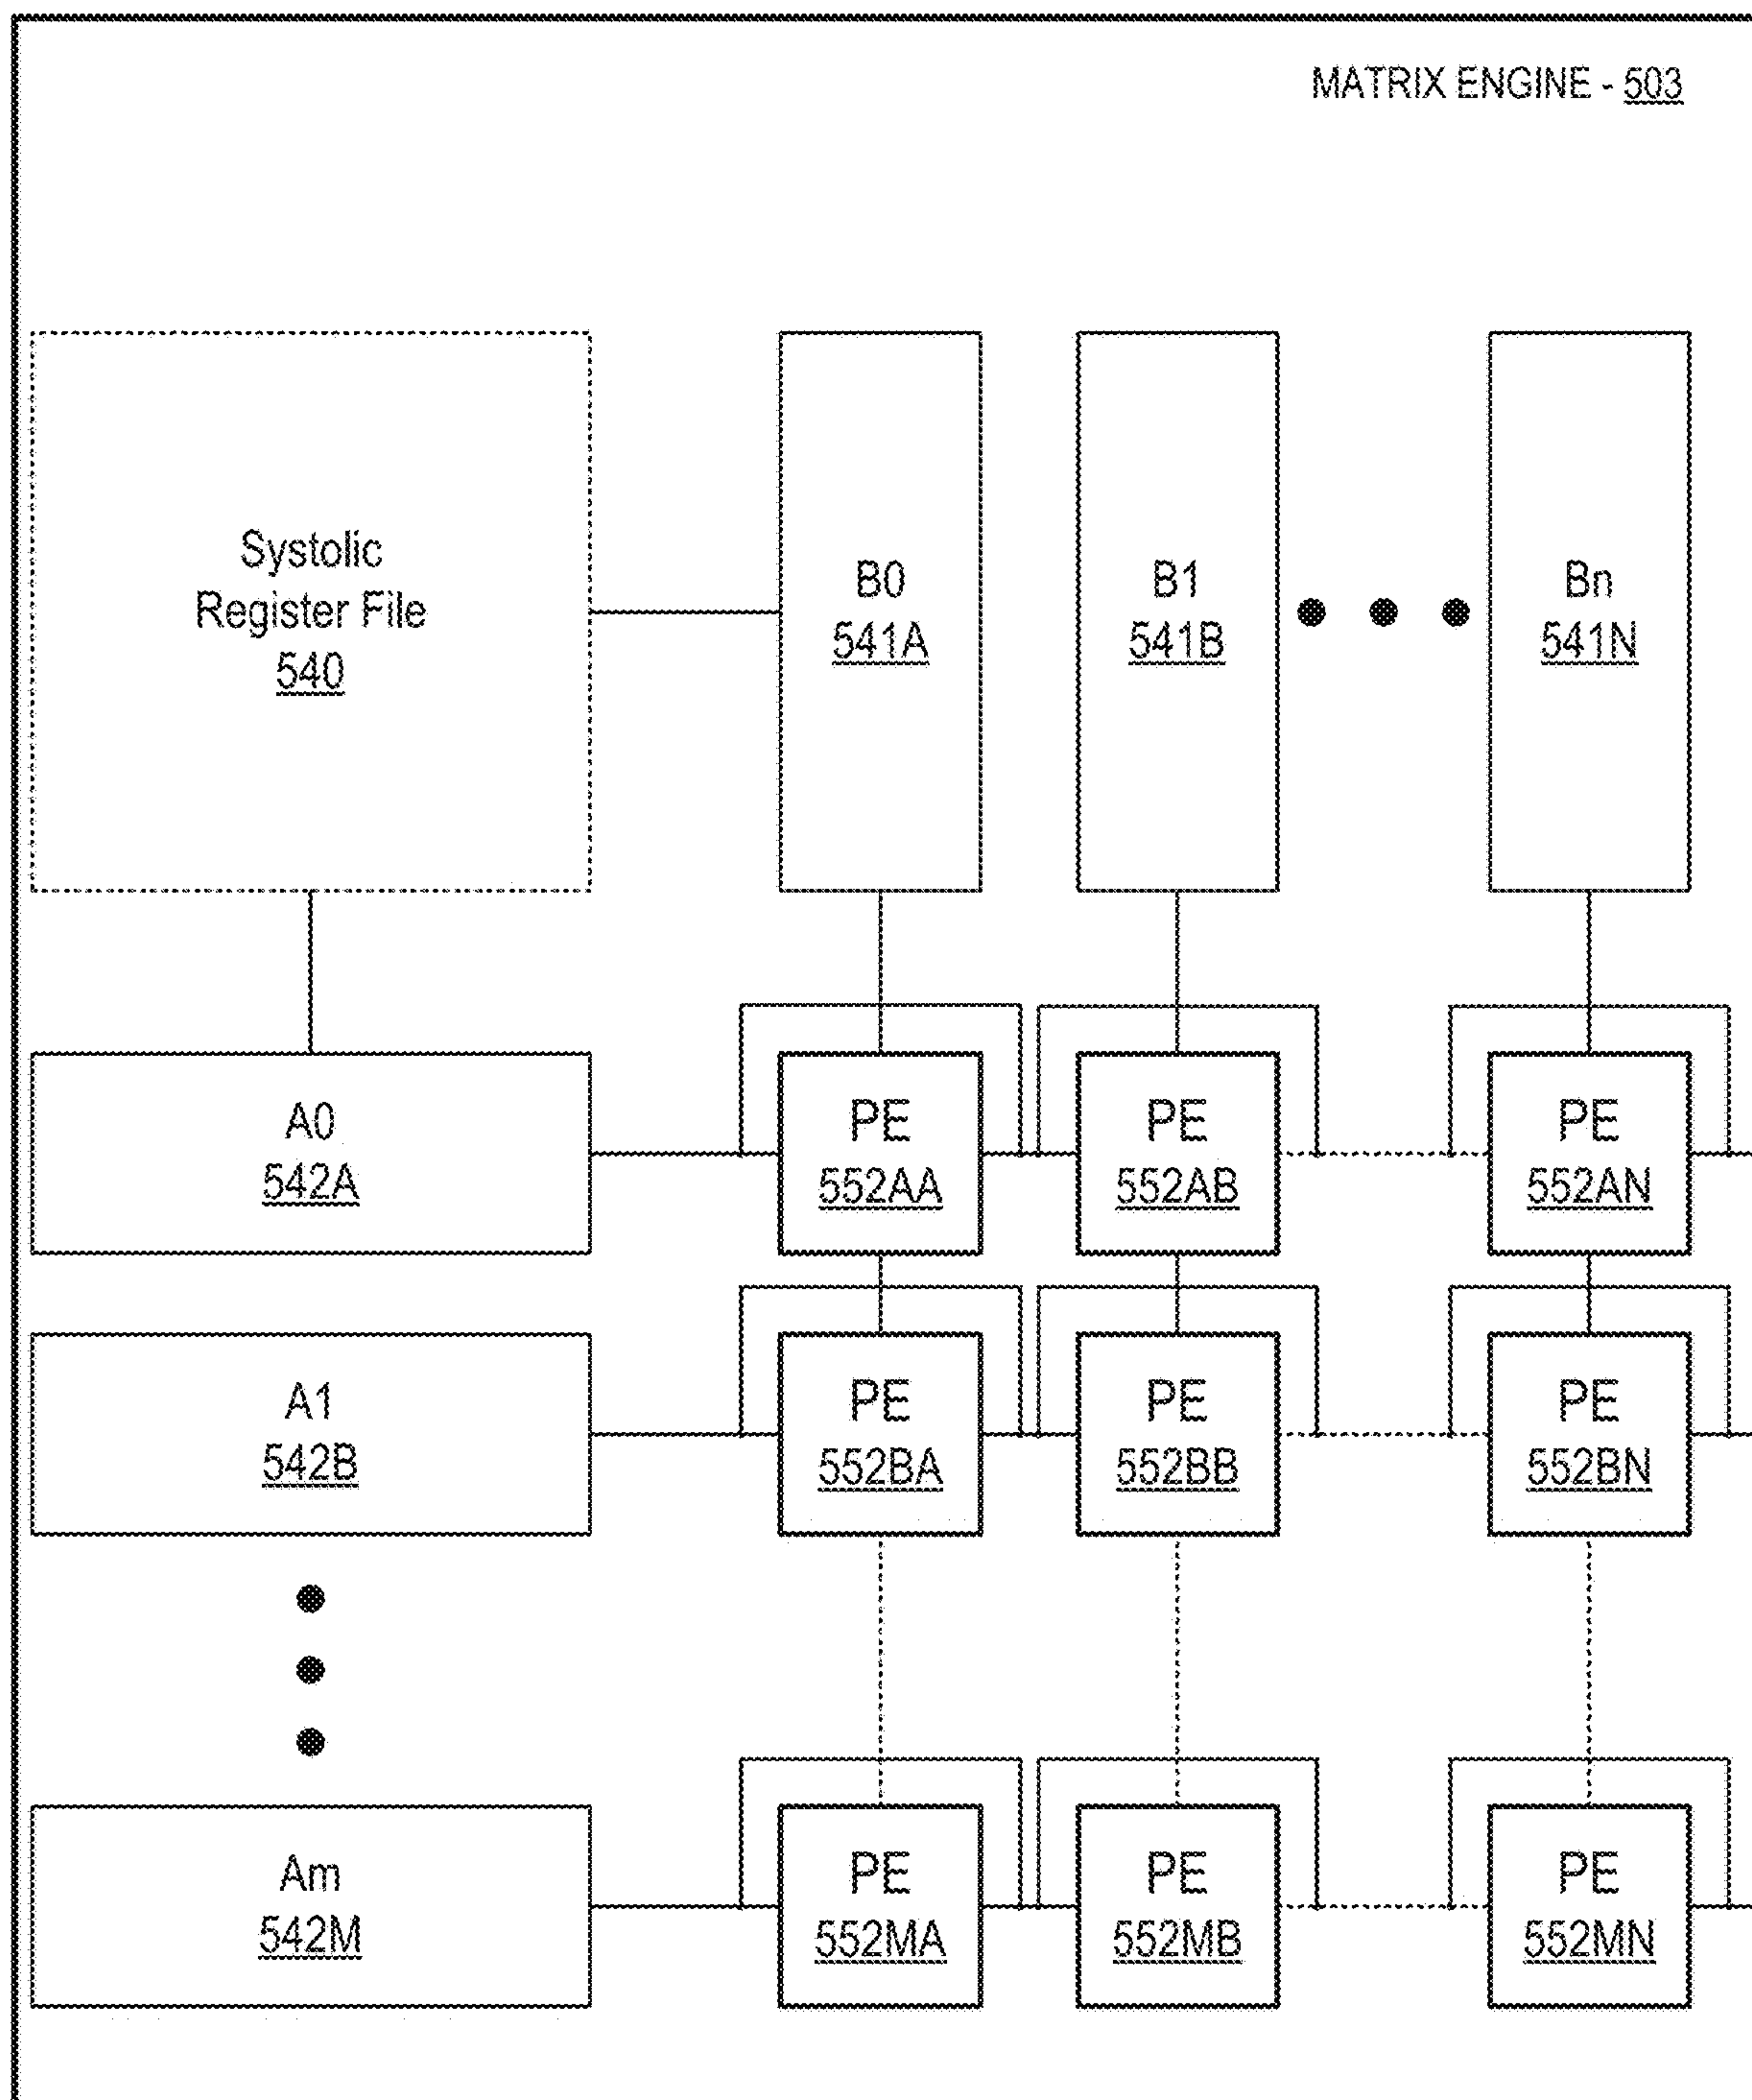 MATRIX ENGINE - 503
Systolic
Register File
540
B0
541A
B1
541B
Bn
541N
A0
542A
PE
552AA
PE
552AB
PE
552AN
A1
542B
PE
552BA
PE
552BB
PE
552BN
Am
542M
PE
552MA
PE
552MB
PE
552MN